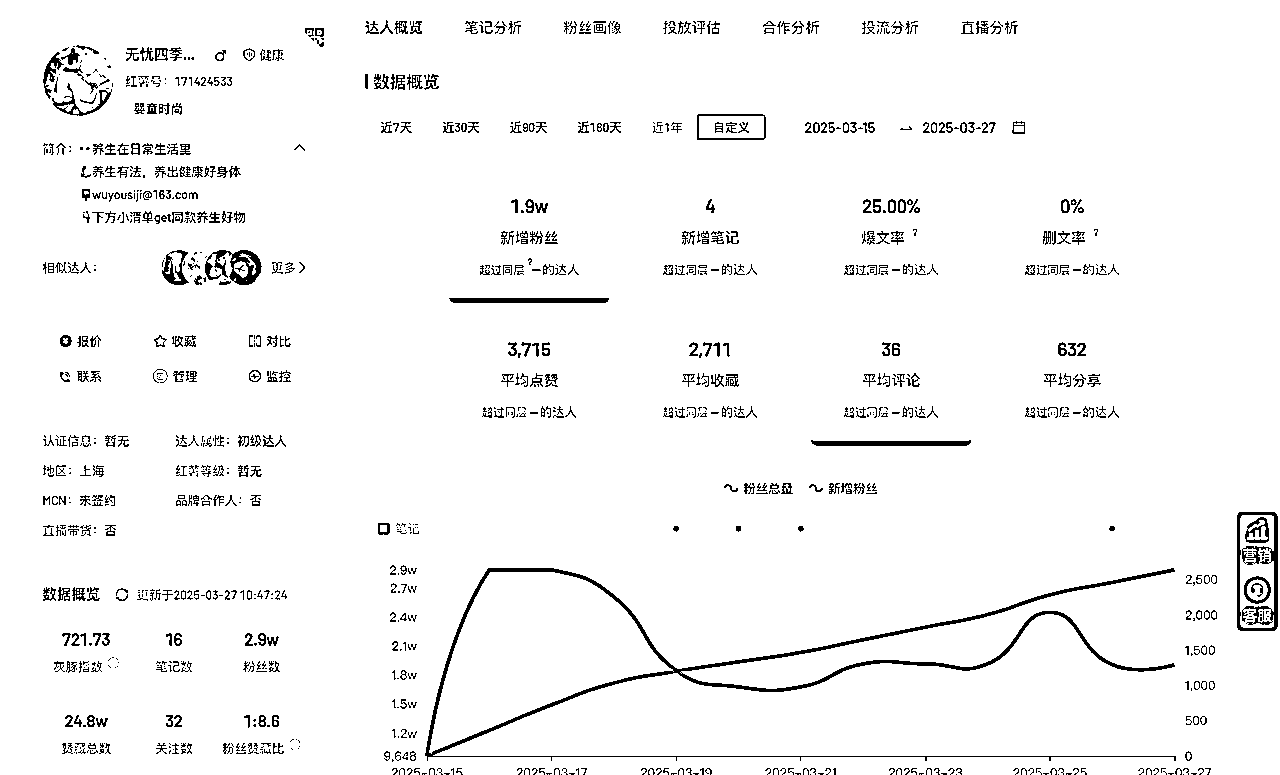 无忧四季... 健康
红薯号：171424533
婴童时尚
简介：养生在日常生活里
养生有法，养出健康好身体
wuyousiji@163.com
下方小清单get同款养生好物
相似达人： 更多
报价 收藏 对比
联系 管理 监控
认证信息：暂无 达人属性：初级达人
地区：上海 红薯等级：暂无
MCN：未签约 品牌合作人：否
直播带货：否
数据概览 更新于2025-03-27 10:47:24
721.73 16 2.9w
灰豚指数 笔记数 粉丝数
24.8w 32 1:8.6
赞藏总数 关注数 粉丝赞藏比
达人概览 笔记分析 粉丝画像 投放评估 合作分析 投流分析 直播分析
数据概览
近7天 近30天 近90天 近180天 近1年 自定义 2025-03-15 → 2025-03-27
1.9w 4 25.00% 0%
新增粉丝 新增笔记 爆文率 ? 删文率 ?
超过同层 ? – 的达人 超过同层 – 的达人 超过同层 – 的达人 超过同层 – 的达人
3,715 2,711 36 632
平均点赞 平均收藏 平均评论 平均分享
超过同层 – 的达人 超过同层 – 的达人 超过同层 – 的达人 超过同层 – 的达人
粉丝总量 新增粉丝
笔记
2.9w
2.7w
2.4w
2.1w
1.8w
1.5w
1.2w
9,648
2,500
2,000
1,500
1,000
500
0
2025-03-15 2025-03-17 2025-03-19 2025-03-21 2025-03-23 2025-03-25 2025-03-27
营销
客服